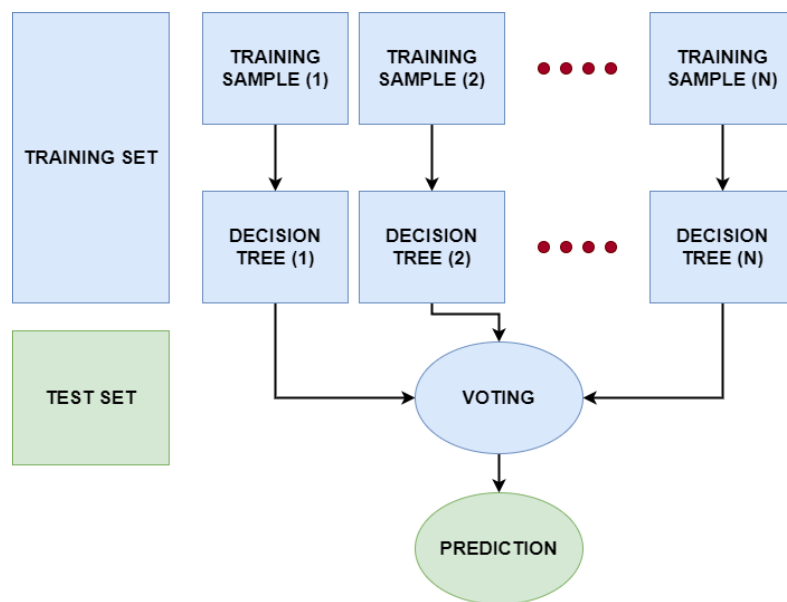 TRAINING SET
TRAINING
SAMPLE (1)
TRAINING
SAMPLE (2)
TRAINING
SAMPLE (N)
DECISION
TREE (1)
DECISION
TREE (2)
DECISION
TREE (N)
TEST SET
VOTING
PREDICTION